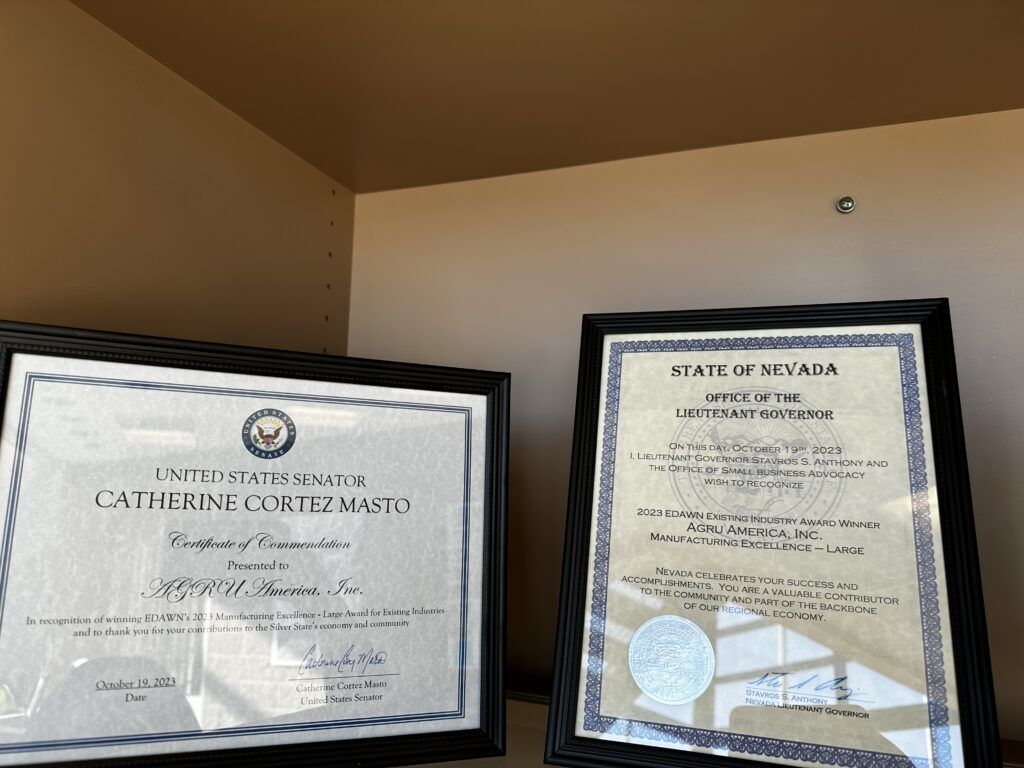 UNITED STATES
SENATE
UNITED STATES SENATOR
CATHERINE CORTEZ MASTO
Certificate of Commendation
Presented to
AGRU America, Inc.
In recognition of winning EDAWN's 2023 Manufacturing Excellence - Large Award for Existing Industries
and to thank you for your contributions to the Silver State's economy and community
October 19, 2023
Date
Catherine Cortez Masto
United States Senator
STATE OF NEVADA
OFFICE OF THE
LIEUTENANT GOVERNOR
ON THIS DAY, OCTOBER 19TH, 2023
I, LIEUTENANT GOVERNOR STAVROS S. ANTHONY AND
THE OFFICE OF SMALL BUSINESS ADVOCACY
WISH TO RECOGNIZE
2023 EDAWN EXISTING INDUSTRY AWARD WINNER
AGRU AMERICA, INC.
MANUFACTURING EXCELLENCE – LARGE
NEVADA CELEBRATES YOUR SUCCESS AND
ACCOMPLISHMENTS. YOU ARE A VALUABLE CONTRIBUTOR
TO THE COMMUNITY AND PART OF THE BACKBONE
OF OUR REGIONAL ECONOMY.
STAVROS S. ANTHONY
NEVADA LIEUTENANT GOVERNOR